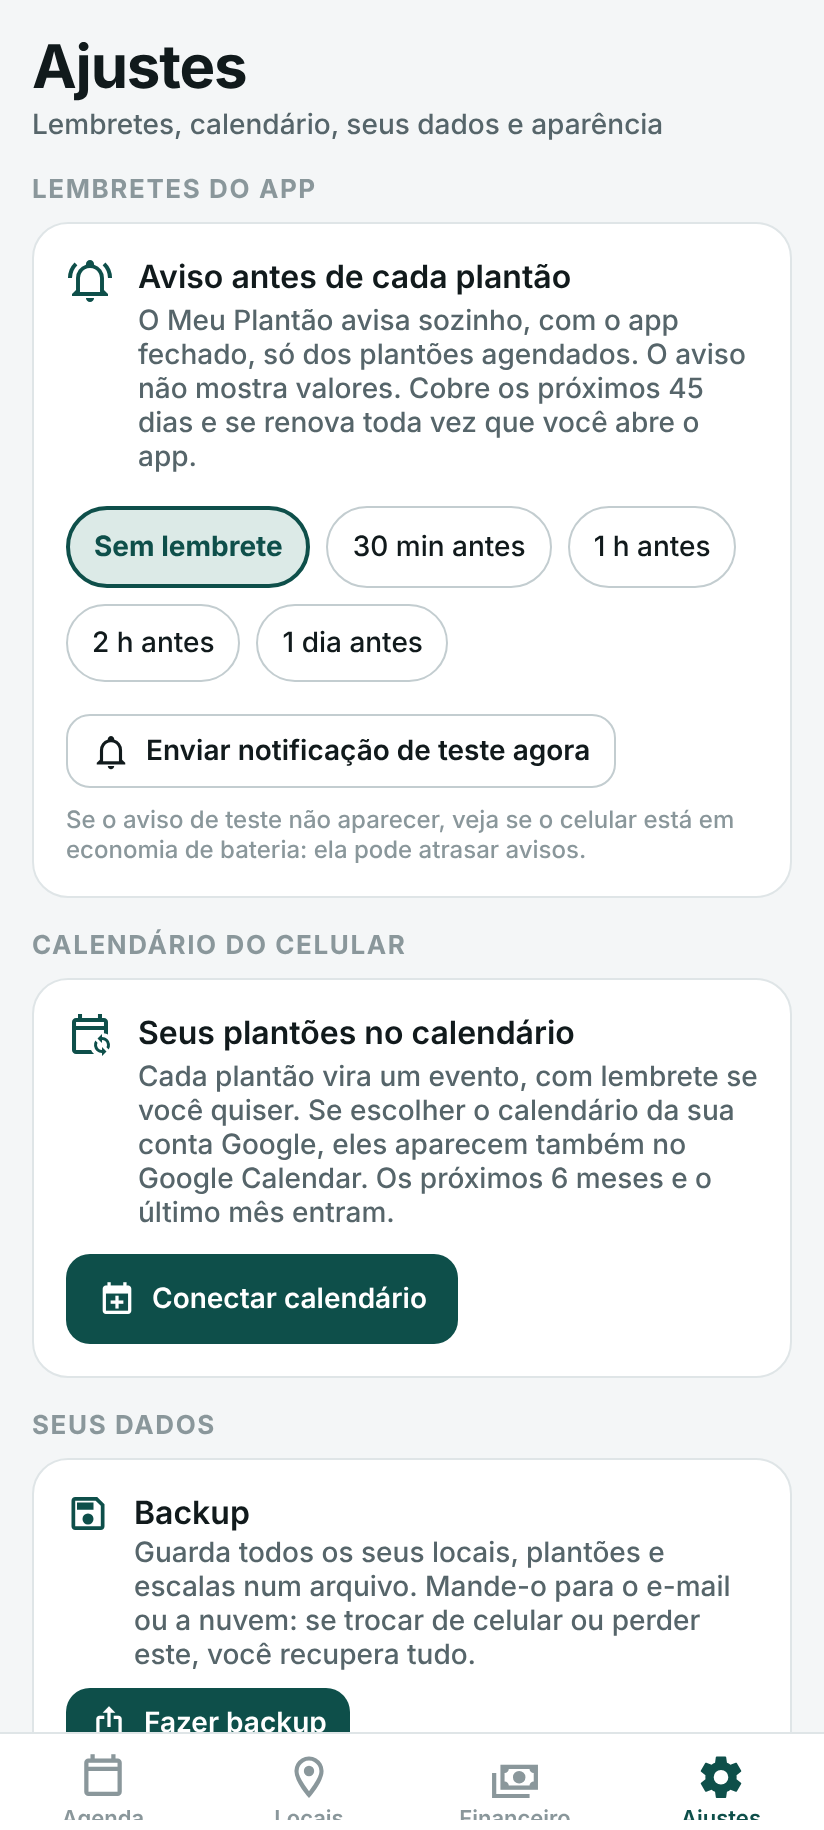 Ajustes
Lembretes, calendário, seus dados e aparência
LEMBRETES DO APP
Aviso antes de cada plantão
O Meu Plantão avisa sozinho, com o app
fechado, só dos plantões agendados. O aviso
não mostra valores. Cobre os próximos 45
dias e se renova toda vez que você abre o
app.
Sem lembrete
30 min antes
1 h antes
2 h antes
1 dia antes
Enviar notificação de teste agora
Se o aviso de teste não aparecer, veja se o celular está em
economia de bateria: ela pode atrasar avisos.
CALENDÁRIO DO CELULAR
Seus plantões no calendário
Cada plantão vira um evento, com lembrete se
você quiser. Se escolher o calendário da sua
conta Google, eles aparecem também no
Google Calendar. Os próximos 6 meses e o
último mês entram.
Conectar calendário
SEUS DADOS
Backup
Guarda todos os seus locais, plantões e
escalas num arquivo. Mande-o para o e-mail
ou a nuvem: se trocar de celular ou perder
este, você recupera tudo.
Fazer backup
Agenda
Locais
Financeiro
Ajustes